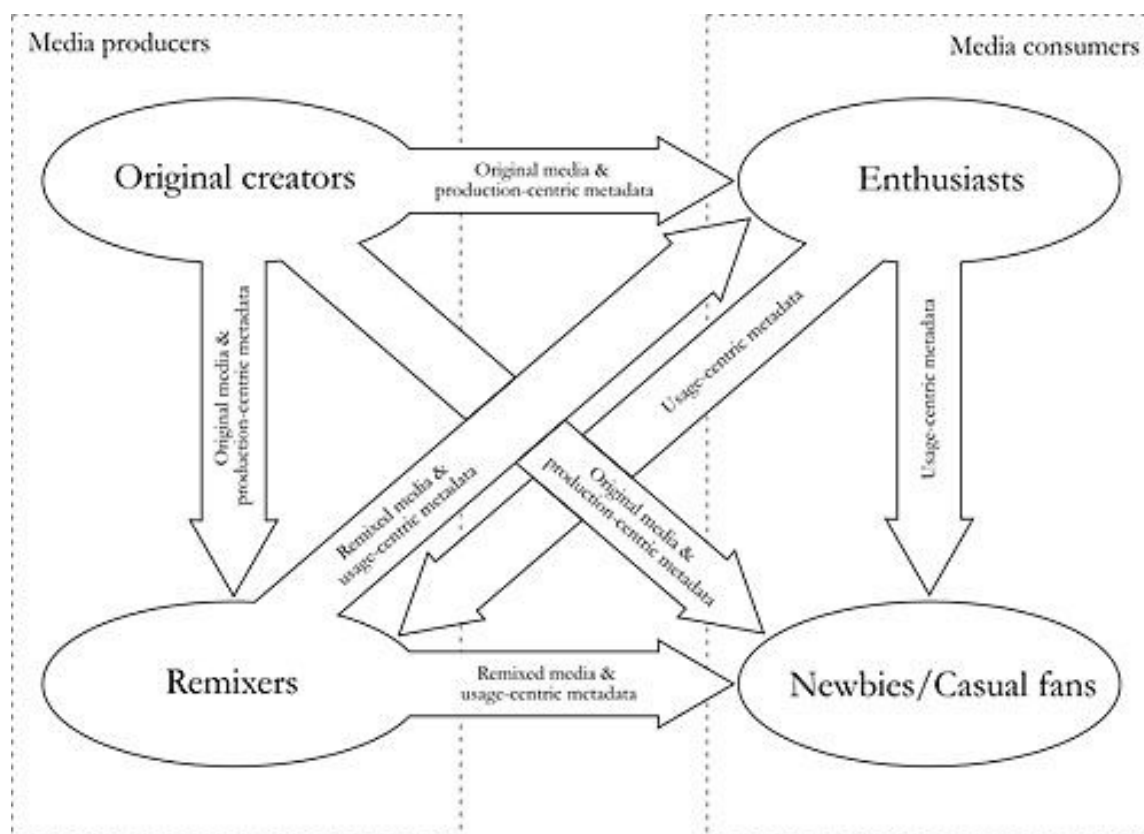 Media producers
Media consumers
Original creators
Enthusiasts
Original media &
production-centric metadata
Original media &
production-centric metadata
Usage-centric metadata
Usage-centric metadata
Remixed media &
usage-centric metadata
Original media &
production-centric metadata
Remixers
Remixed media &
usage-centric metadata
Newbies/Casual fans